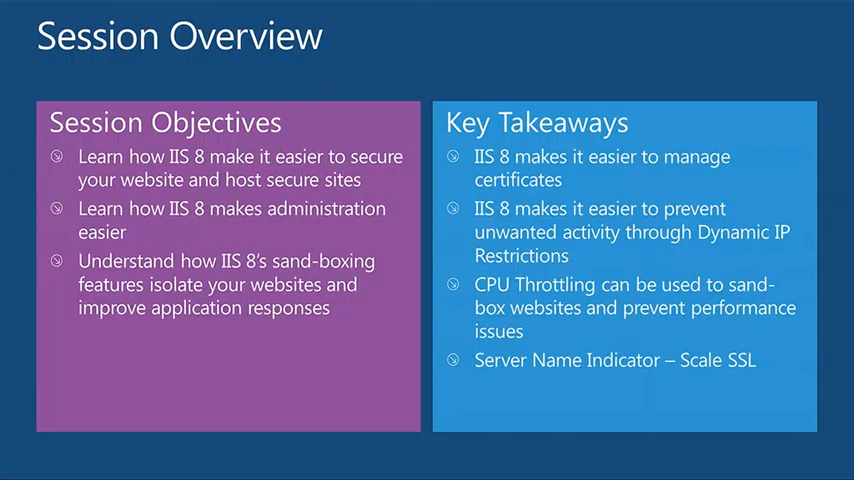 Session Overview
Session Objectives
Learn how IIS 8 make it easier to secure
your website and host secure sites
Learn how IIS 8 makes administration
easier
Understand how IIS 8's sand-boxing
features isolate your websites and
improve application responses
Key Takeaways
IIS 8 makes it easier to manage
certificates
IIS 8 makes it easier to prevent
unwanted activity through Dynamic IP
Restrictions
CPU Throttling can be used to sand-
box websites and prevent performance
issues
Server Name Indicator – Scale SSL